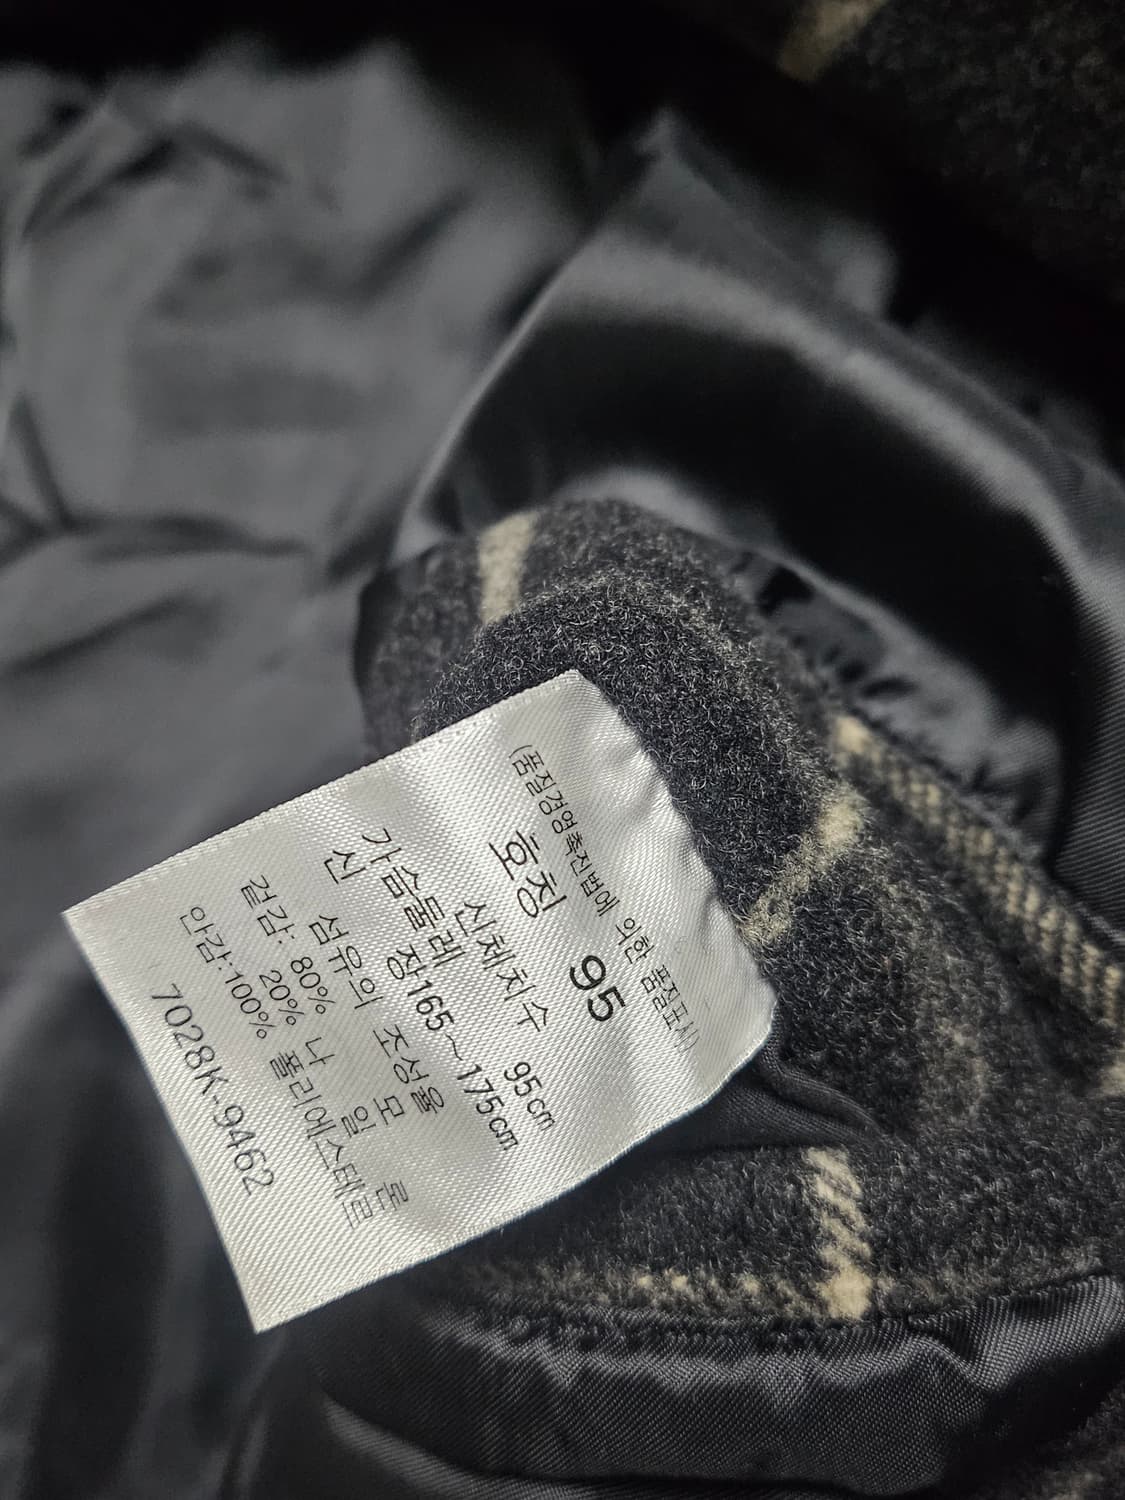 (품질경영촉진법에 의한 품질표시)
호칭 95
신체치수
가슴둘레 95cm
신 장165~175cm
섬유의 조성율
겉감: 80% 모
20% 나 일 론
안감:100% 폴리에스테르
7028K-9462